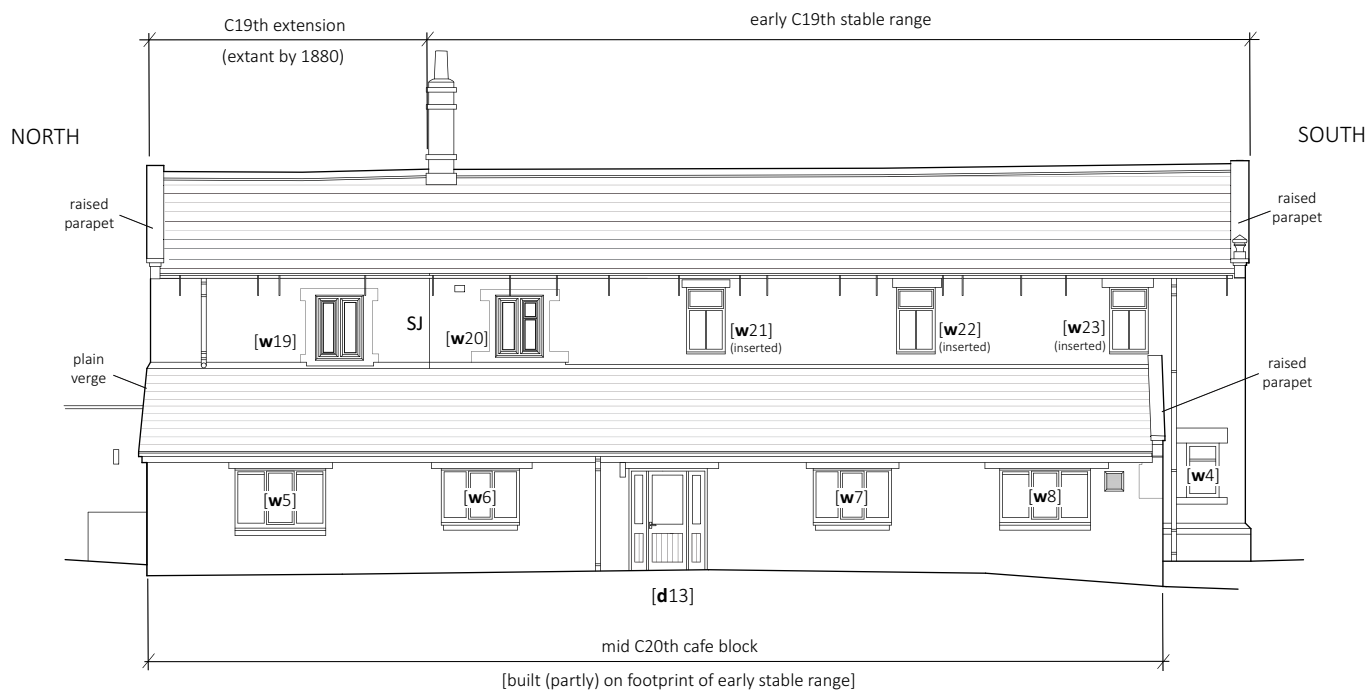 C19th extension
(extant by 1880)
early C19th stable range
NORTH
SOUTH
raised
parapet
raised
parapet
[w19]
SJ
[w20]
[w21]
(inserted)
[w22]
(inserted)
[w23]
(inserted)
plain
verge
raised
parapet
[w5]
[w6]
[w7]
[w8]
[w4]
[d13]
mid C20th cafe block
[built (partly) on footprint of early stable range]